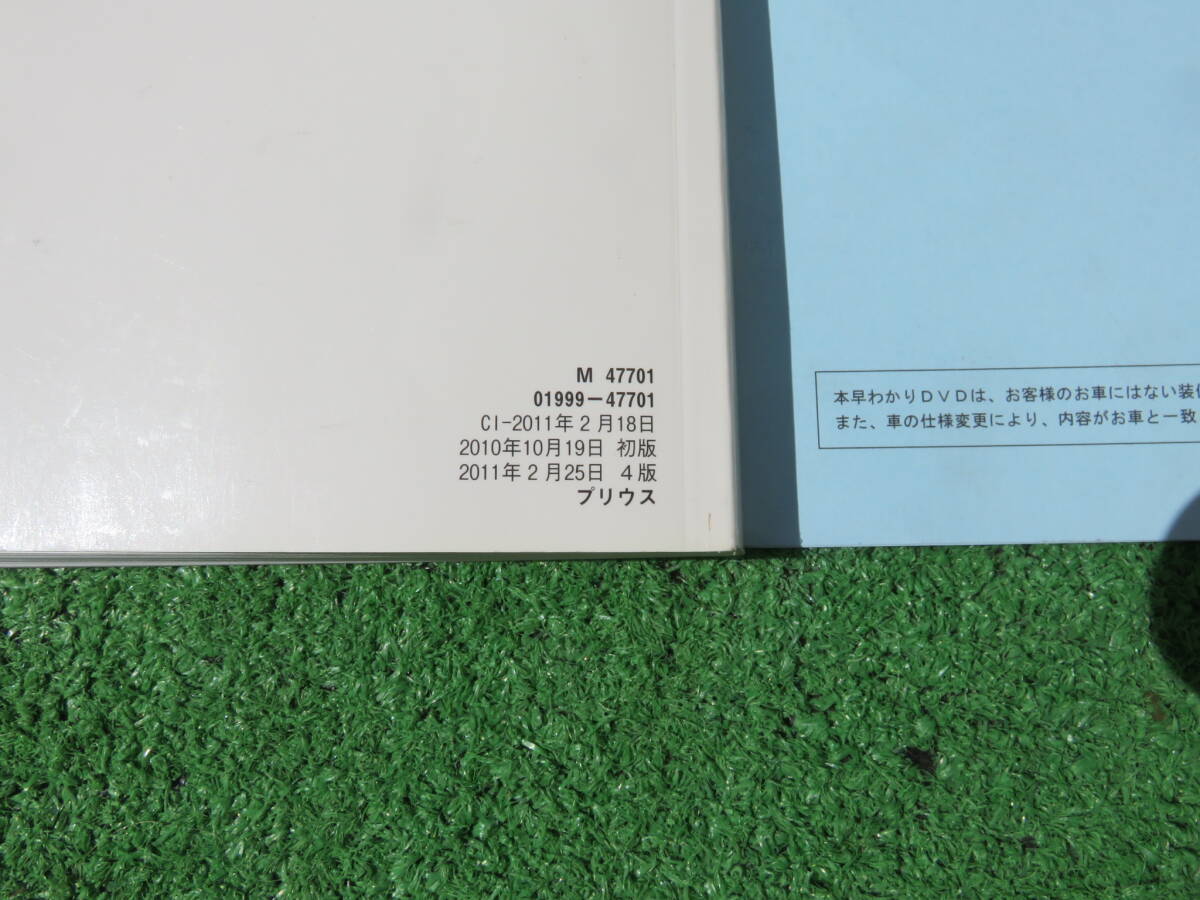 M 47701
01999-47701
CI-2011年2月18日
2010年10月19日 初版
2011年2月25日 4版
プリウス
本早わかりDVDは、お客様のお車にはない装
また、車の仕様変更により、内容がお車と一致